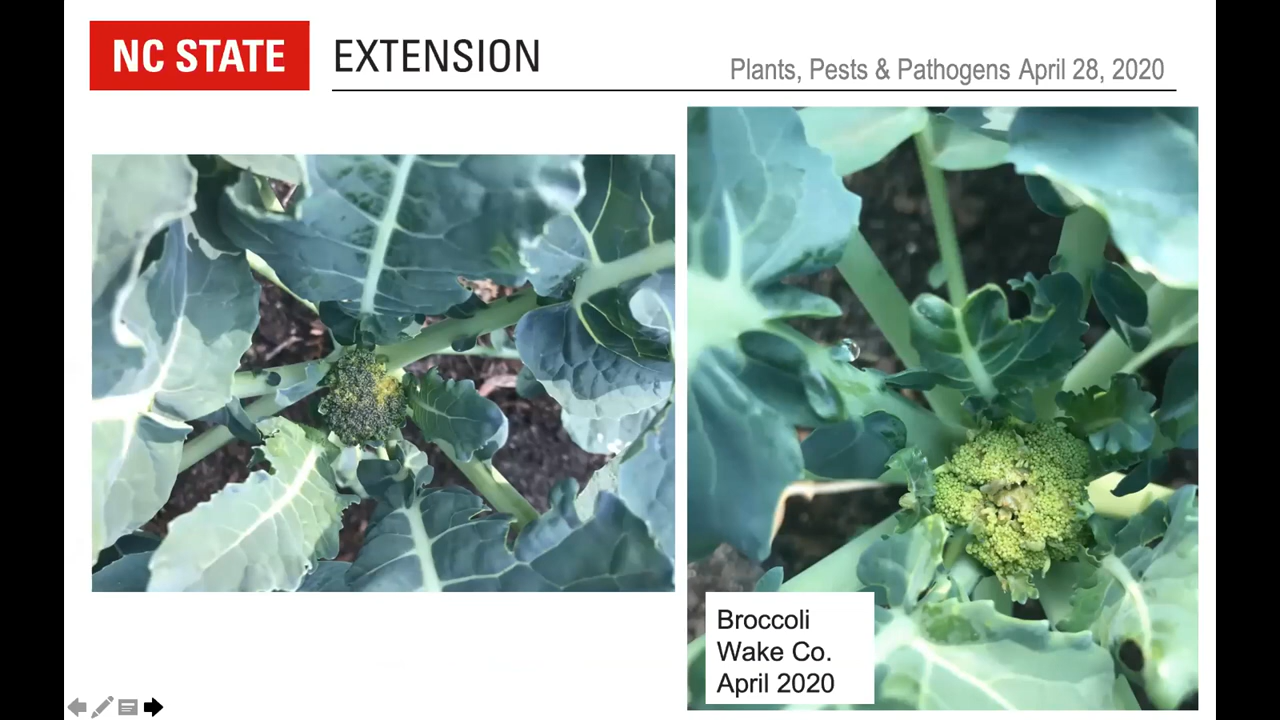 NC STATE EXTENSION
Plants, Pests & Pathogens April 28, 2020
Broccoli
Wake Co.
April 2020